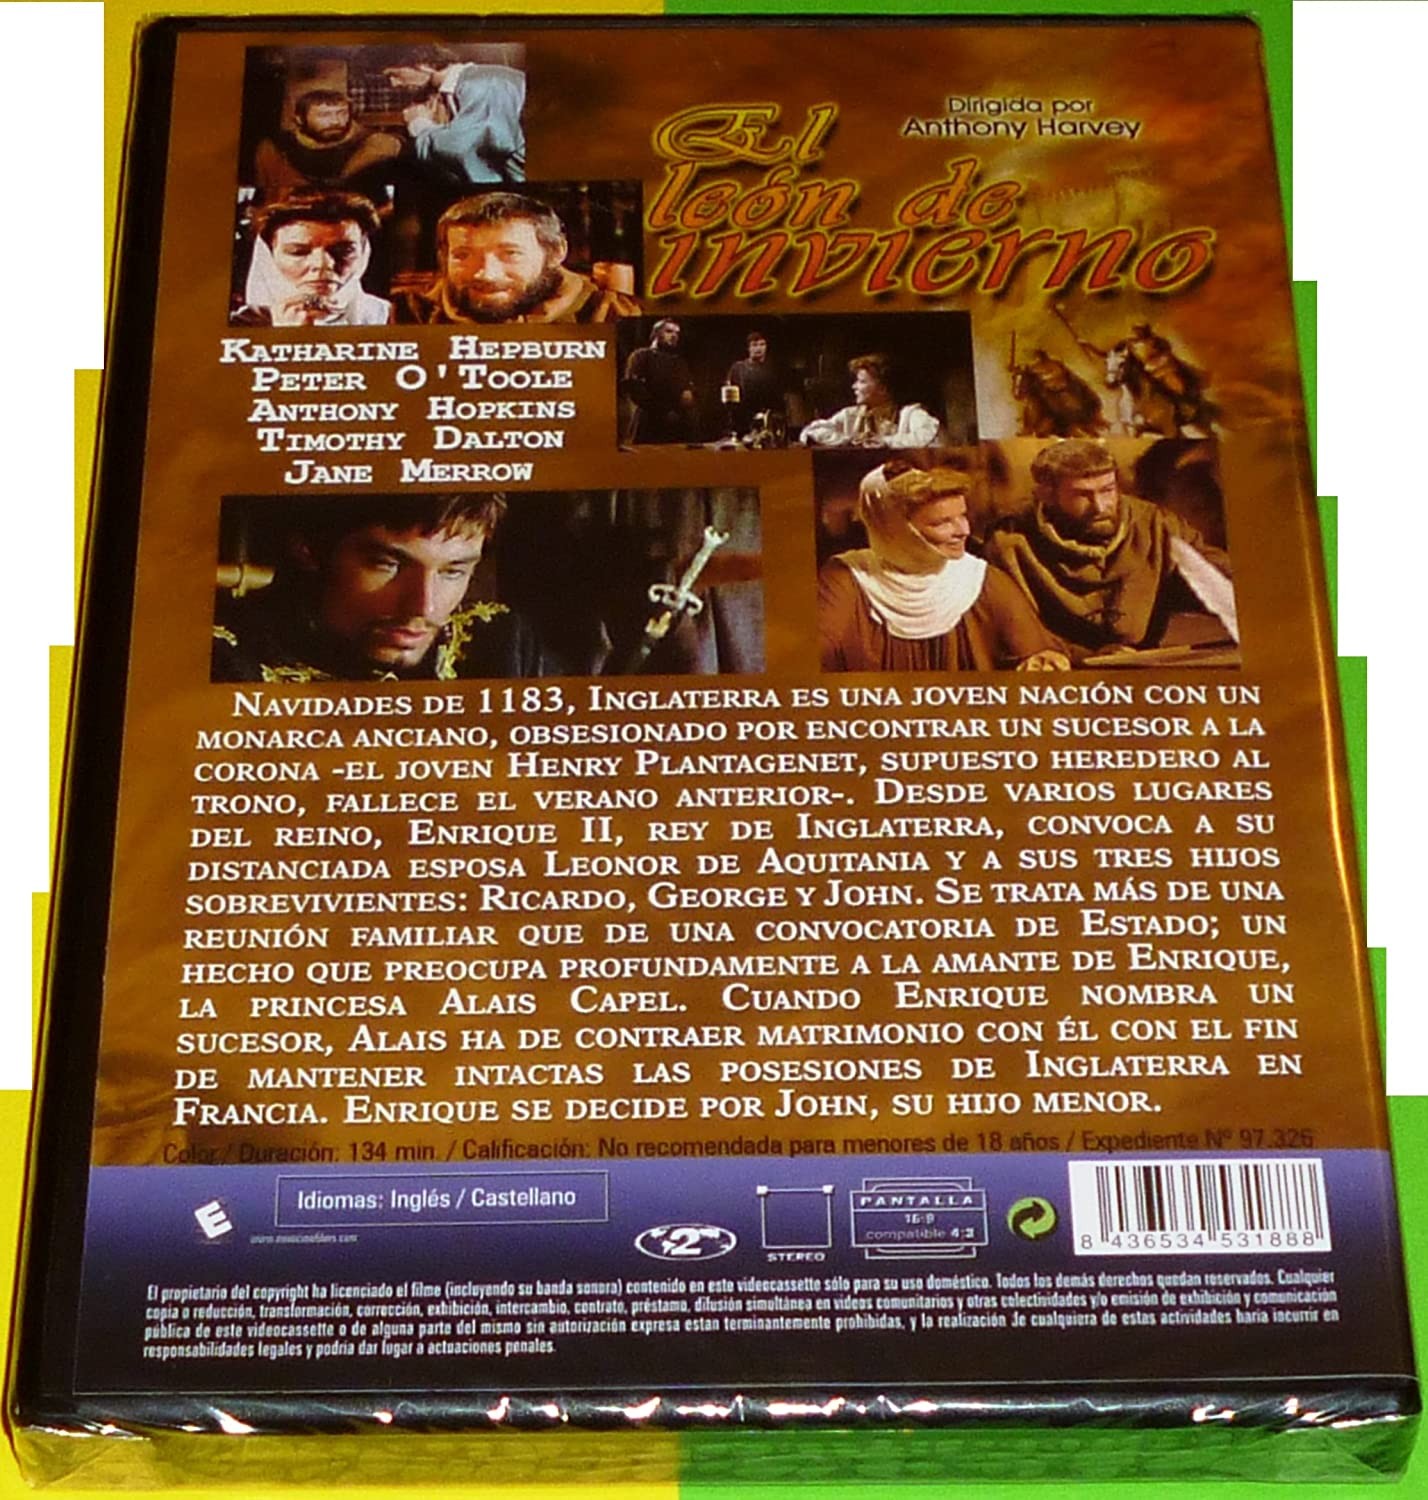 Dirigida por
Anthony Harvey
El
león de
invierno
KATHARINE HEPBURN
PETER O'TOOLE
ANTHONY HOPKINS
TIMOTHY DALTON
JANE MERROW
NAVIDADES DE 1183, INGLATERRA ES UNA JOVEN NACIÓN CON UN
MONARCA ANCIANO, OBSESIONADO POR ENCONTRAR UN SUCESOR A LA
CORONA -EL JOVEN HENRY PLANTAGENET, SUPUESTO HEREDERO AL
TRONO, FALLECE EL VERANO ANTERIOR-. DESDE VARIOS LUGARES
DEL REINO, ENRIQUE II, REY DE INGLATERRA, CONVOCA A SU
DISTANCIADA ESPOSA LEONOR DE AQUITANIA Y A SUS TRES HIJOS
SOBREVIVIENTES: RICARDO, GEORGE Y JOHN. SE TRATA MÁS DE UNA
REUNIÓN FAMILIAR QUE DE UNA CONVOCATORIA DE ESTADO; UN
HECHO QUE PREOCUPA PROFUNDAMENTE A LA AMANTE DE ENRIQUE,
LA PRINCESA ALAIS CAPEL. CUANDO ENRIQUE NOMBRA UN
SUCESOR, ALAIS HA DE CONTRAER MATRIMONIO CON ÉL CON EL FIN
DE MANTENER INTACTAS LAS POSESIONES DE INGLATERRA EN
FRANCIA. ENRIQUE SE DECIDE POR JOHN, SU HIJO MENOR.
Color / Duración: 134 min. / Calificación: No recomendada para menores de 18 años / Expediente Nº 97.326
Idiomas: Inglés / Castellano
2
STEREO
PANTALLA
16:9
compatible 4:3
8 436534 531888
El propietario del copyright ha licenciado el filme (incluyendo su banda sonora) contenido en este videocassette sólo para su uso doméstico. Todos los demás derechos quedan reservados. Cualquier
copia o reducción, transformación, corrección, exhibición, intercambio, contrato, préstamo, difusión simultánea en videos comunitarios y otras colectividades y/o emisión de exhibición y comunicación
pública de este videocassette o de alguna parte del mismo sin autorización expresa estan terminantemente prohibidas, y la realización de cualquiera de estas actividades haria incurrir en
responsabilidades legales y podria dar lugar a actuaciones penales.